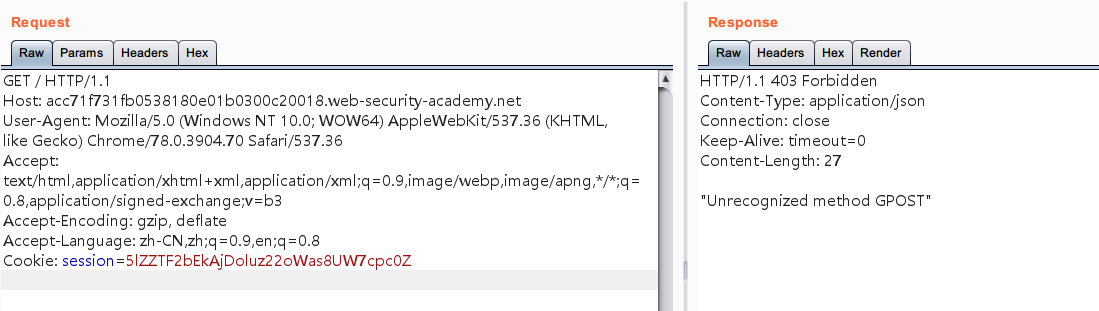 Request
Raw Params Headers Hex
GET / HTTP/1.1
Host: acc71f731fb0538180e01b0300c20018.web-security-academy.net
User-Agent: Mozilla/5.0 (Windows NT 10.0; WOW64) AppleWebKit/537.36 (KHTML,
like Gecko) Chrome/78.0.3904.70 Safari/537.36
Accept:
text/html,application/xhtml+xml,application/xml;q=0.9,image/webp,image/apng,*/*;q=
0.8,application/signed-exchange;v=b3
Accept-Encoding: gzip, deflate
Accept-Language: zh-CN,zh;q=0.9,en;q=0.8
Cookie: session=5lZZTF2bEkAjDoluz22oWas8UW7cpc0Z
Response
Raw Headers Hex Render
HTTP/1.1 403 Forbidden
Content-Type: application/json
Connection: close
Keep-Alive: timeout=0
Content-Length: 27
"Unrecognized method GPOST"